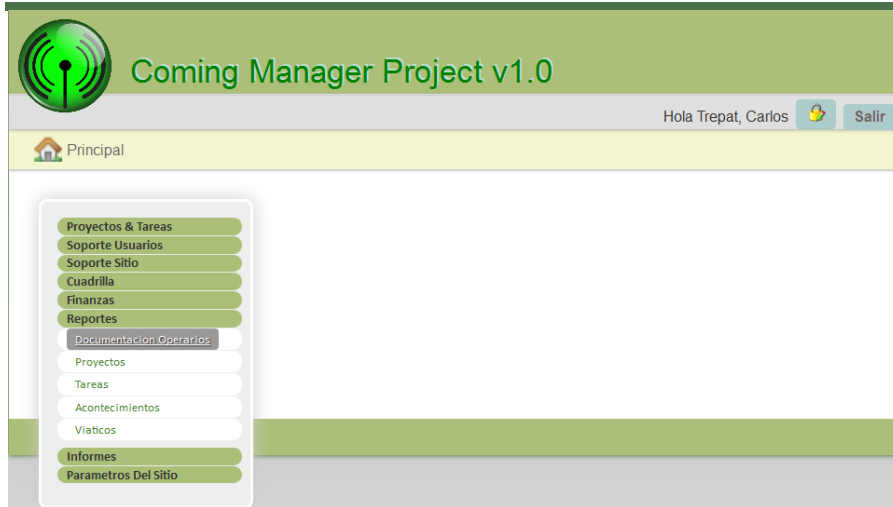 Coming Manager Project v1.0
Hola Trepat, Carlos
Salir
Principal
Proyectos & Tareas
Soporte Usuarios
Soporte Sitio
Cuadrilla
Finanzas
Reportes
Documentacion Operarios
Proyectos
Tareas
Acontecimientos
Viaticos
Informes
Parametros Del Sitio